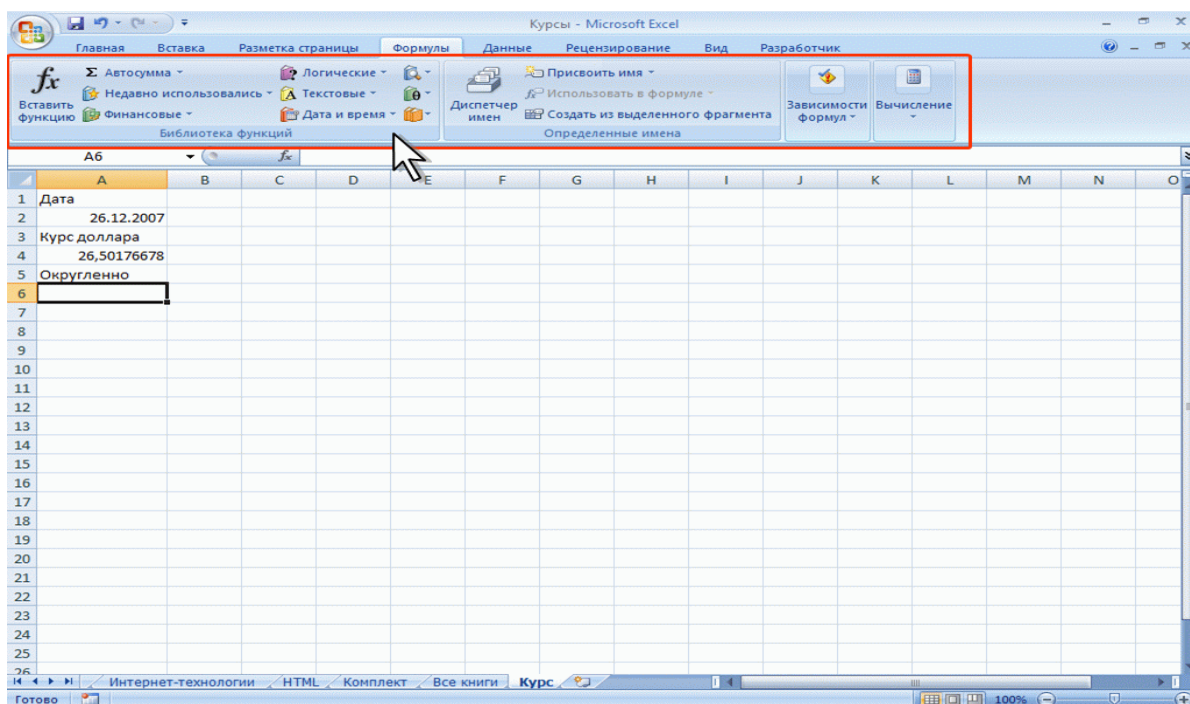 Курсы - Microsoft Excel
Главная Вставка Разметка страницы Формулы Данные Рецензирование Вид Разработчик
fx Вставить функцию
Σ Автосумма
Недавно использовались
Финансовые
Логические
A Текстовые
Дата и время
θ
Библиотека функций
Диспетчер имен
Присвоить имя
Использовать в формуле
Создать из выделенного фрагмента
Определенные имена
Зависимости формул
Вычисление
A6 fx
A B C D E F G H I J K L M N O
1 Дата
2 26.12.2007
3 Курс доллара
4 26,50176678
5 Округленно
6
7
8
9
10
11
12
13
14
15
16
17
18
19
20
21
22
23
24
25
26
Интернет-технологии HTML Комплект Все книги Курс
Готово 100%